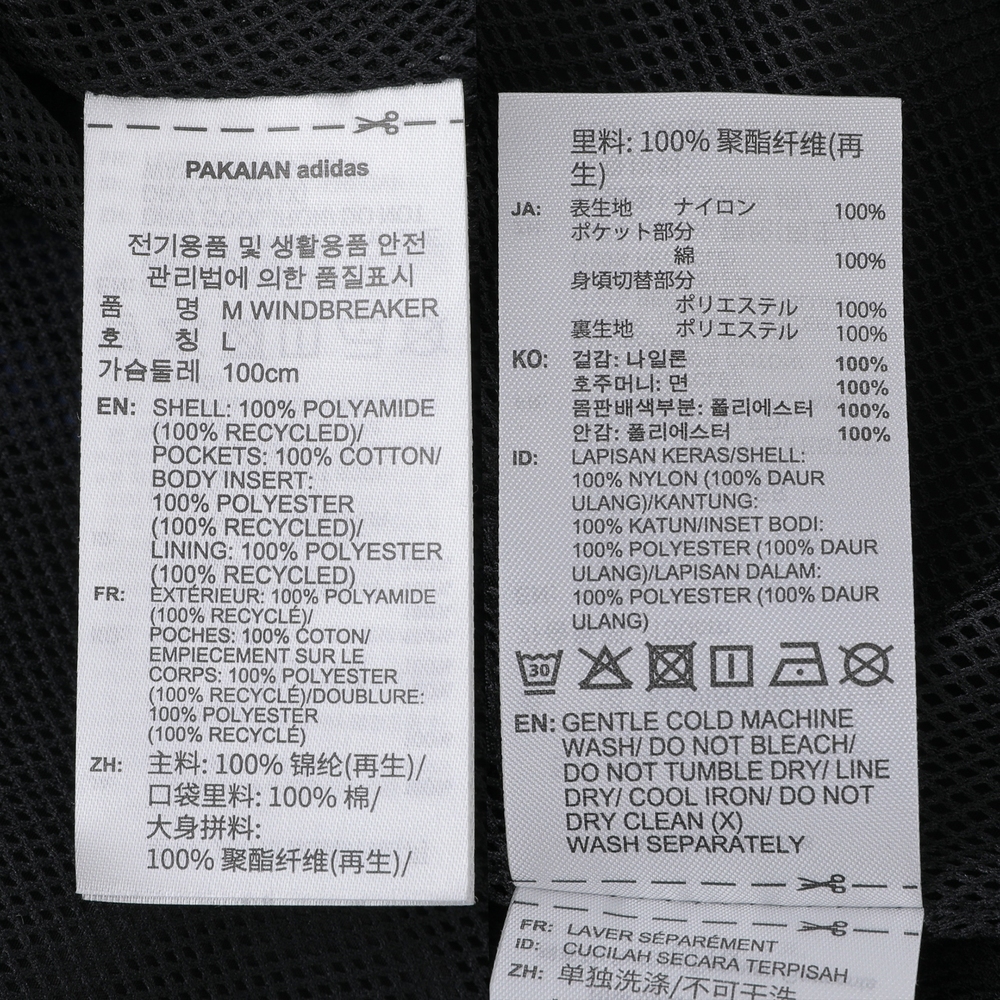 PAKAIAN adidas
전기용품 및 생활용품 안전
관리법에 의한 품질표시
품 명 M WINDBREAKER
호 칭 L
가슴둘레 100cm
EN: SHELL: 100% POLYAMIDE
(100% RECYCLED)/
POCKETS: 100% COTTON/
BODY INSERT:
100% POLYESTER
(100% RECYCLED)/
LINING: 100% POLYESTER
(100% RECYCLED)
FR: EXTÉRIEUR: 100% POLYAMIDE
(100% RECYCLÉ)/
POCHES: 100% COTON/
EMPIECEMENT SUR LE
CORPS: 100% POLYESTER
(100% RECYCLÉ)/DOUBLURE:
100% POLYESTER
(100% RECYCLÉ)
ZH: 主料: 100% 锦纶(再生)/
口袋里料: 100% 棉/
大身拼料:
100% 聚酯纤维(再生)/
里料: 100% 聚酯纤维(再
生)
JA: 表生地 ナイロン 100%
ポケット部分
綿 100%
身頃切替部分
ポリエステル 100%
裏生地 ポリエステル 100%
KO: 겉감: 나일론 100%
호주머니: 면 100%
몸판배색부분: 폴리에스터 100%
안감: 폴리에스터 100%
ID: LAPISAN KERAS/SHELL:
100% NYLON (100% DAUR
ULANG)/KANTUNG:
100% KATUN/INSET BODI:
100% POLYESTER (100% DAUR
ULANG)/LAPISAN DALAM:
100% POLYESTER (100% DAUR
ULANG)
30
EN: GENTLE COLD MACHINE
WASH/ DO NOT BLEACH/
DO NOT TUMBLE DRY/ LINE
DRY/ COOL IRON/ DO NOT
DRY CLEAN (X)
WASH SEPARATELY
FR: LAVER SÉPARÉMENT
ID: CUCILAH SECARA TERPISAH
ZH: 单独洗涤/不可干洗